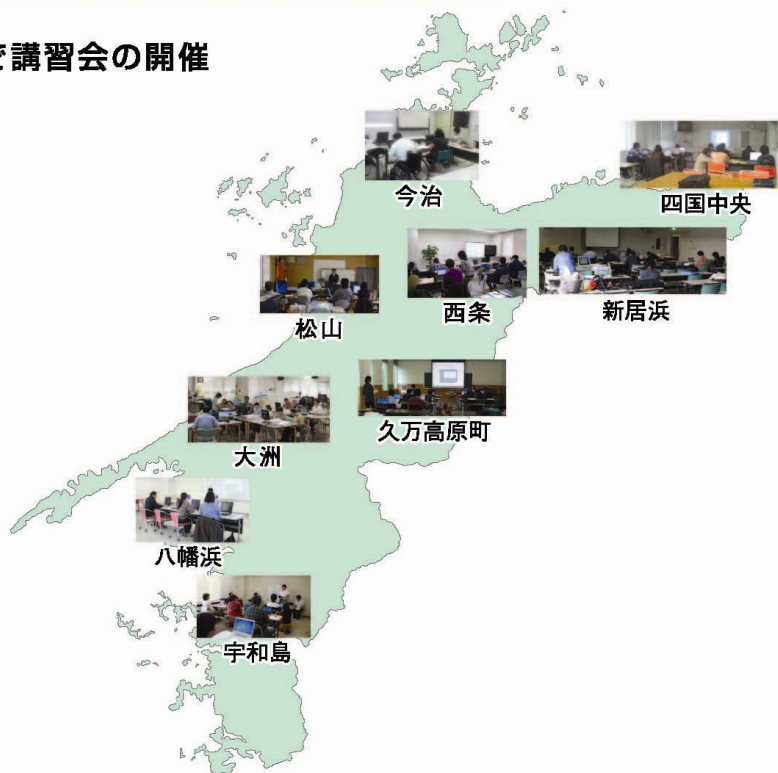 で講習会の開催
今治
四国中央
松山
西条
新居浜
大洲
久万高原町
八幡浜
宇和島